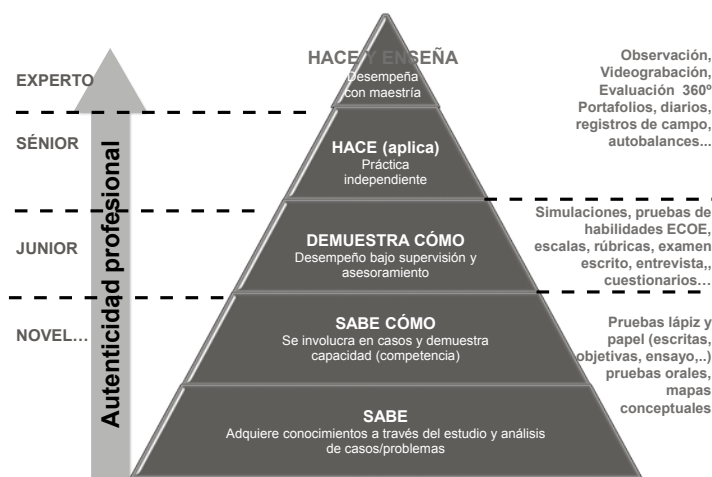 EXPERTO
SÉNIOR
JUNIOR
NOVEL…
Autenticidad profesional
HACE Y ENSEÑA
Desempeña
con maestría
HACE (aplica)
Práctica
independiente
DEMUESTRA CÓMO
Desempeño bajo supervisión y
asesoramiento
SABE CÓMO
Se involucra en casos y demuestra
capacidad (competencia)
SABE
Adquiere conocimientos a través del estudio y análisis
de casos/problemas
Observación,
Videograbación,
Evaluación 360º
Portafolios, diarios,
registros de campo,
autobalances...
Simulaciones, pruebas de
habilidades ECOE,
escalas, rúbricas, examen
escrito, entrevista,,
cuestionarios…
Pruebas lápiz y
papel (escritas,
objetivas, ensayo,..)
pruebas orales,
mapas
conceptuales